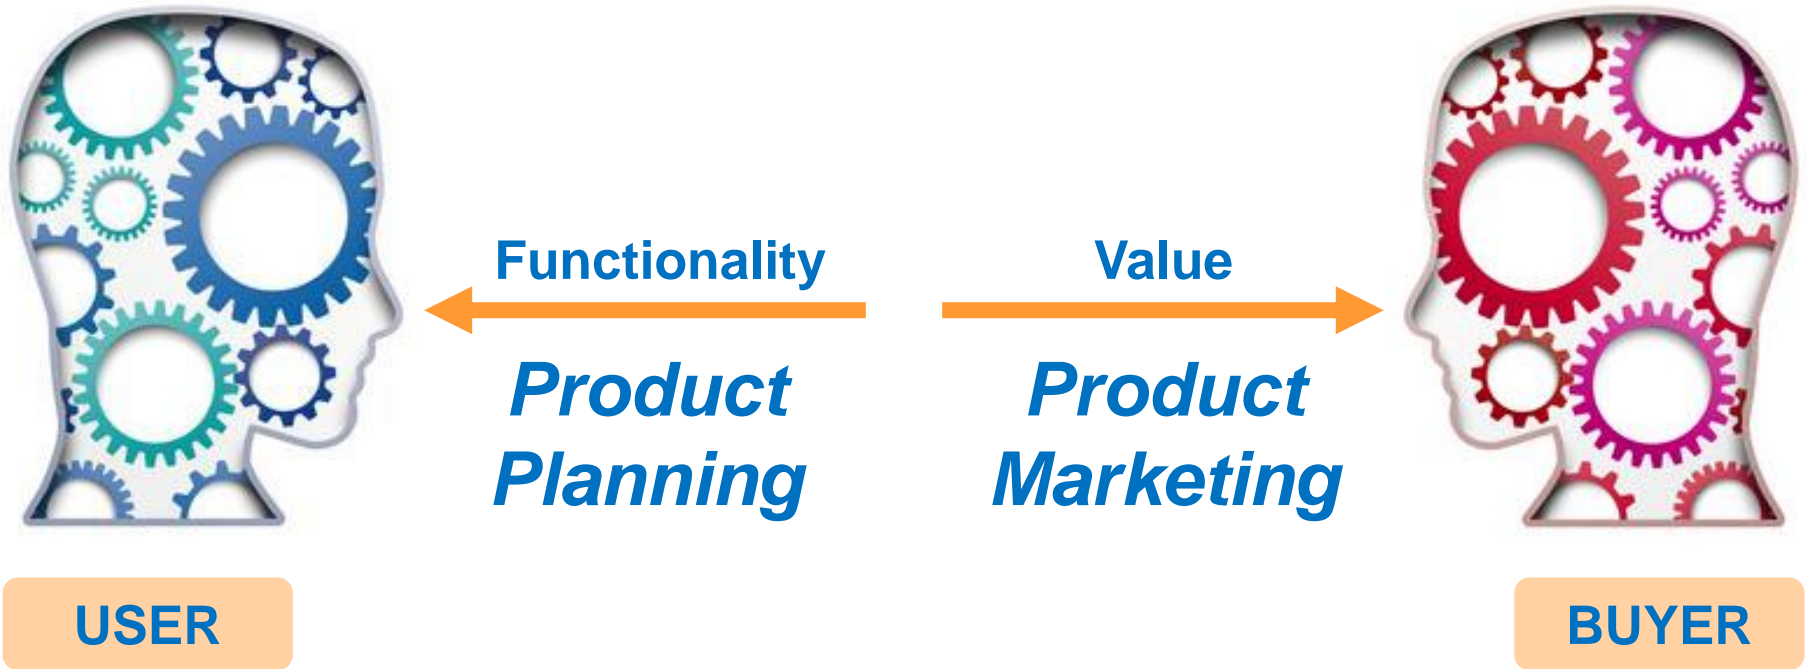 Functionality
Value
Product
Planning
Product
Marketing
USER
BUYER